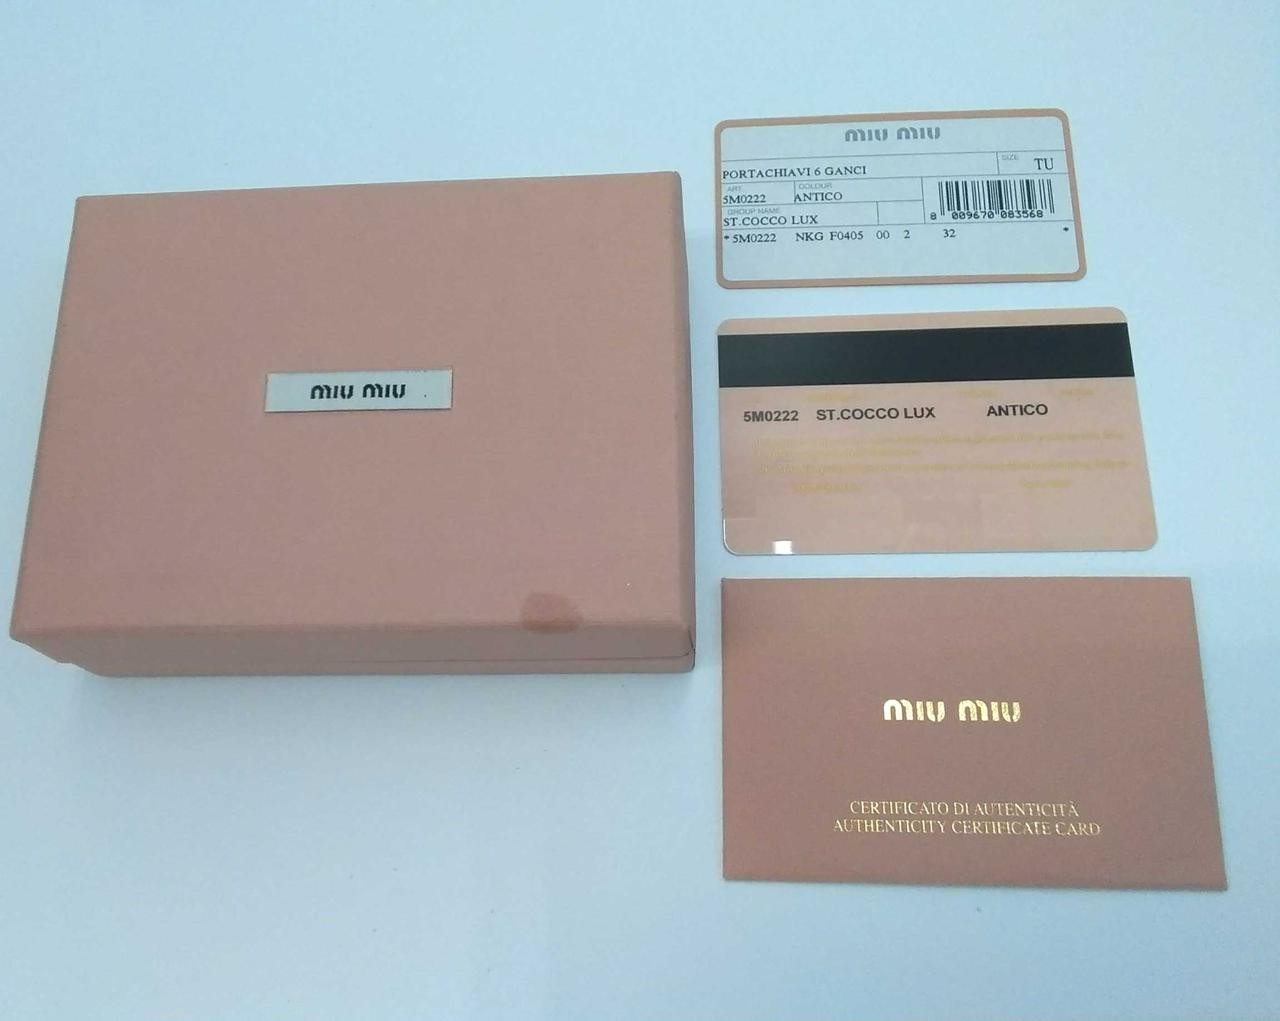 miu miu
miu miu
SIZE
PORTACHIAVI 6 GANCI TU
ART. COLOUR
5M0222 ANTICO
GROUP NAME
ST.COCCO LUX
8 009670 083568
* 5M0222 NKG F0405 00 2 32 *
5M0222 ST.COCCO LUX ANTICO
miu miu
CERTIFICATO DI AUTENTICITÀ
AUTHENTICITY CERTIFICATE CARD